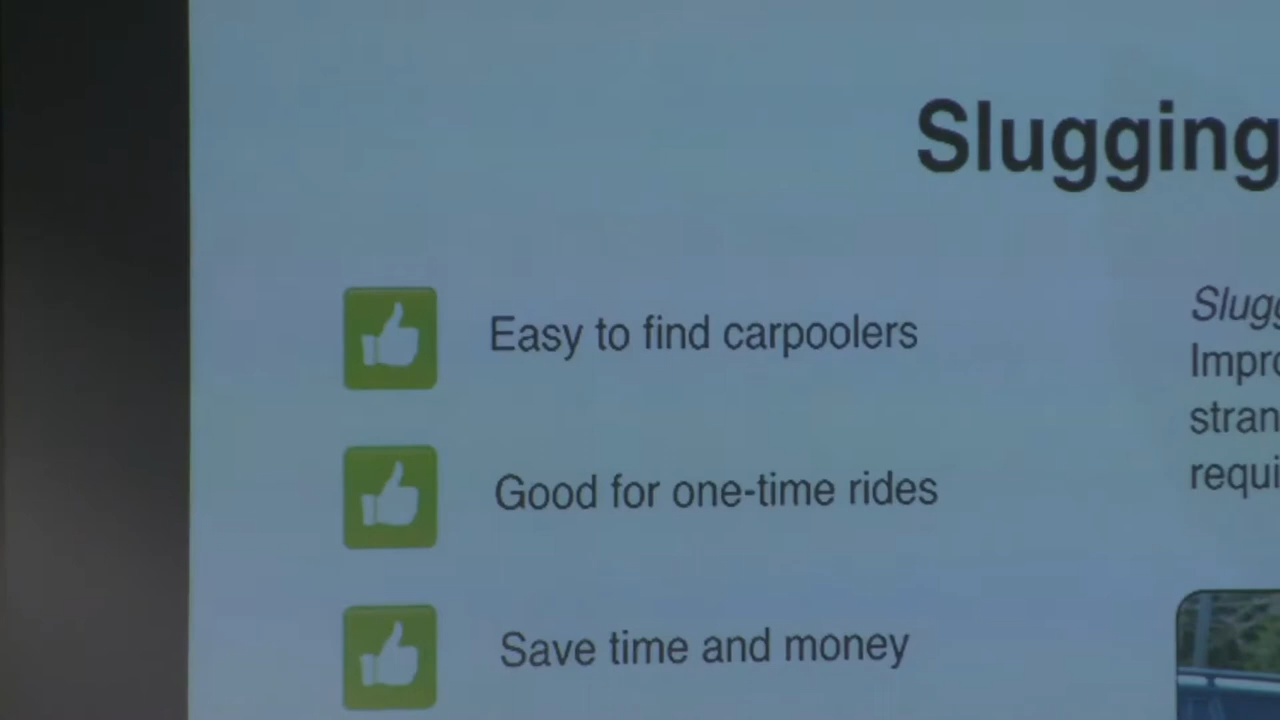 Slugging
Easy to find carpoolers
Good for one-time rides
Save time and money